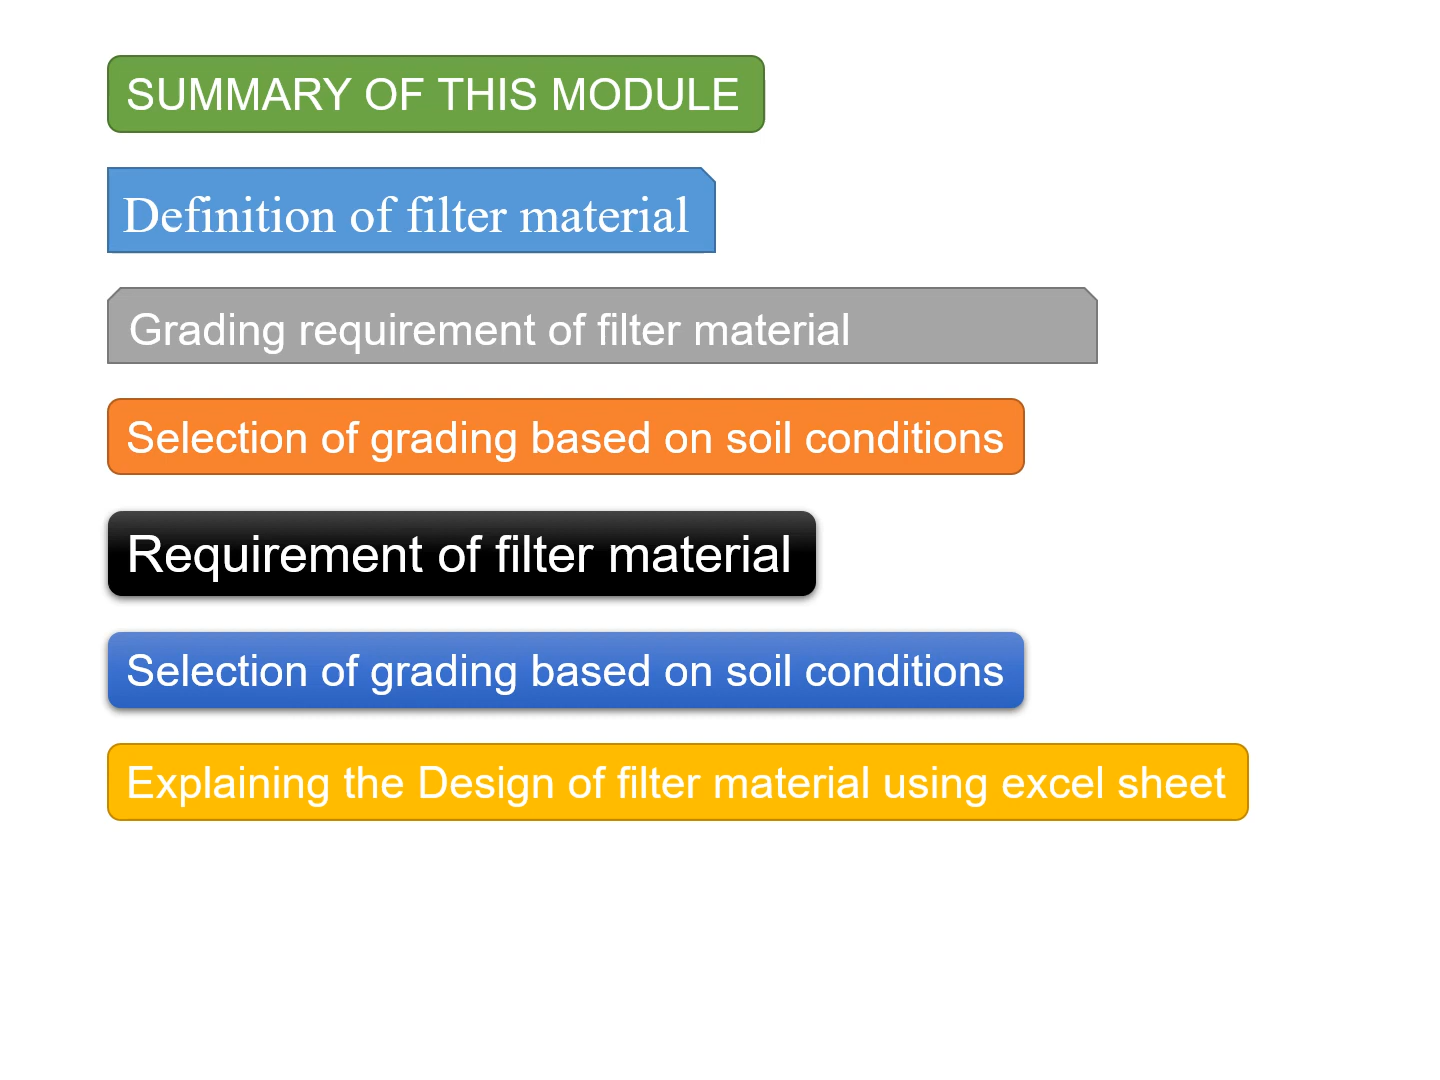 SUMMARY OF THIS MODULE
Definition of filter material
Grading requirement of filter material
Selection of grading based on soil conditions
Requirement of filter material
Selection of grading based on soil conditions
Explaining the Design of filter material using excel sheet